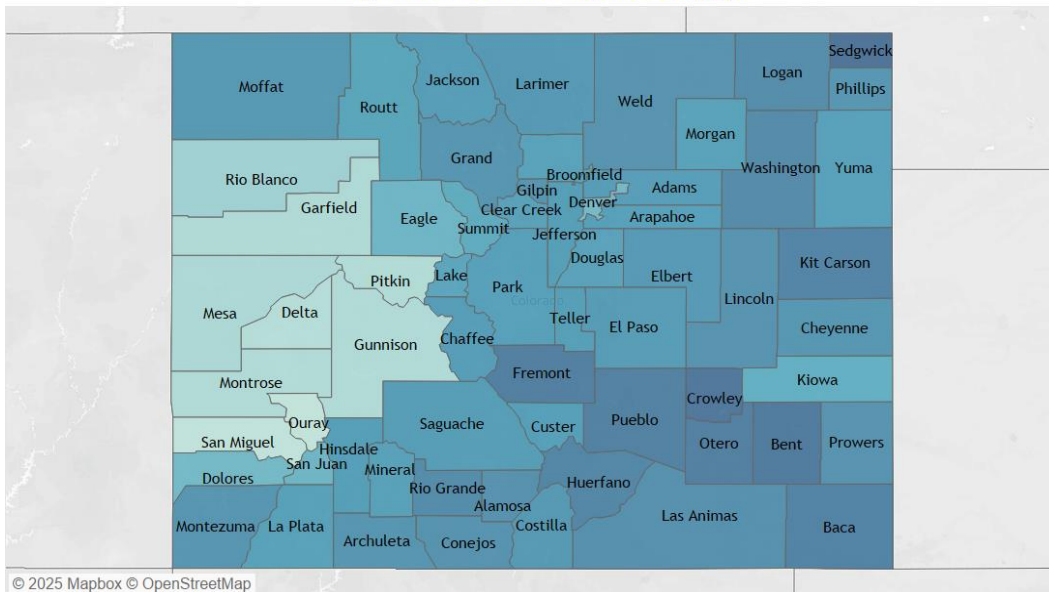 Sedgwick
Logan
Moffat
Jackson
Larimer
Phillips
Weld
Routt
Morgan
Grand
Washington
Yuma
Rio Blanco
Broomfield
Gilpin
Adams
Garfield
Denver
Clear Creek
Eagle
Arapahoe
Summit
Jefferson
Douglas
Kit Carson
Lake
Elbert
Pitkin
Park
Lincoln
Colorado
Mesa
Delta
Teller
El Paso
Cheyenne
Chaffee
Gunnison
Fremont
Kiowa
Montrose
Crowley
Pueblo
Ouray
Saguache
Custer
San Miguel
Otero
Bent
Prowers
Hinsdale
San Juan
Mineral
Dolores
Huerfano
Rio Grande
Alamosa
Las Animas
Montezuma
La Plata
Costilla
Baca
Archuleta
Conejos
© 2025 Mapbox © OpenStreetMap